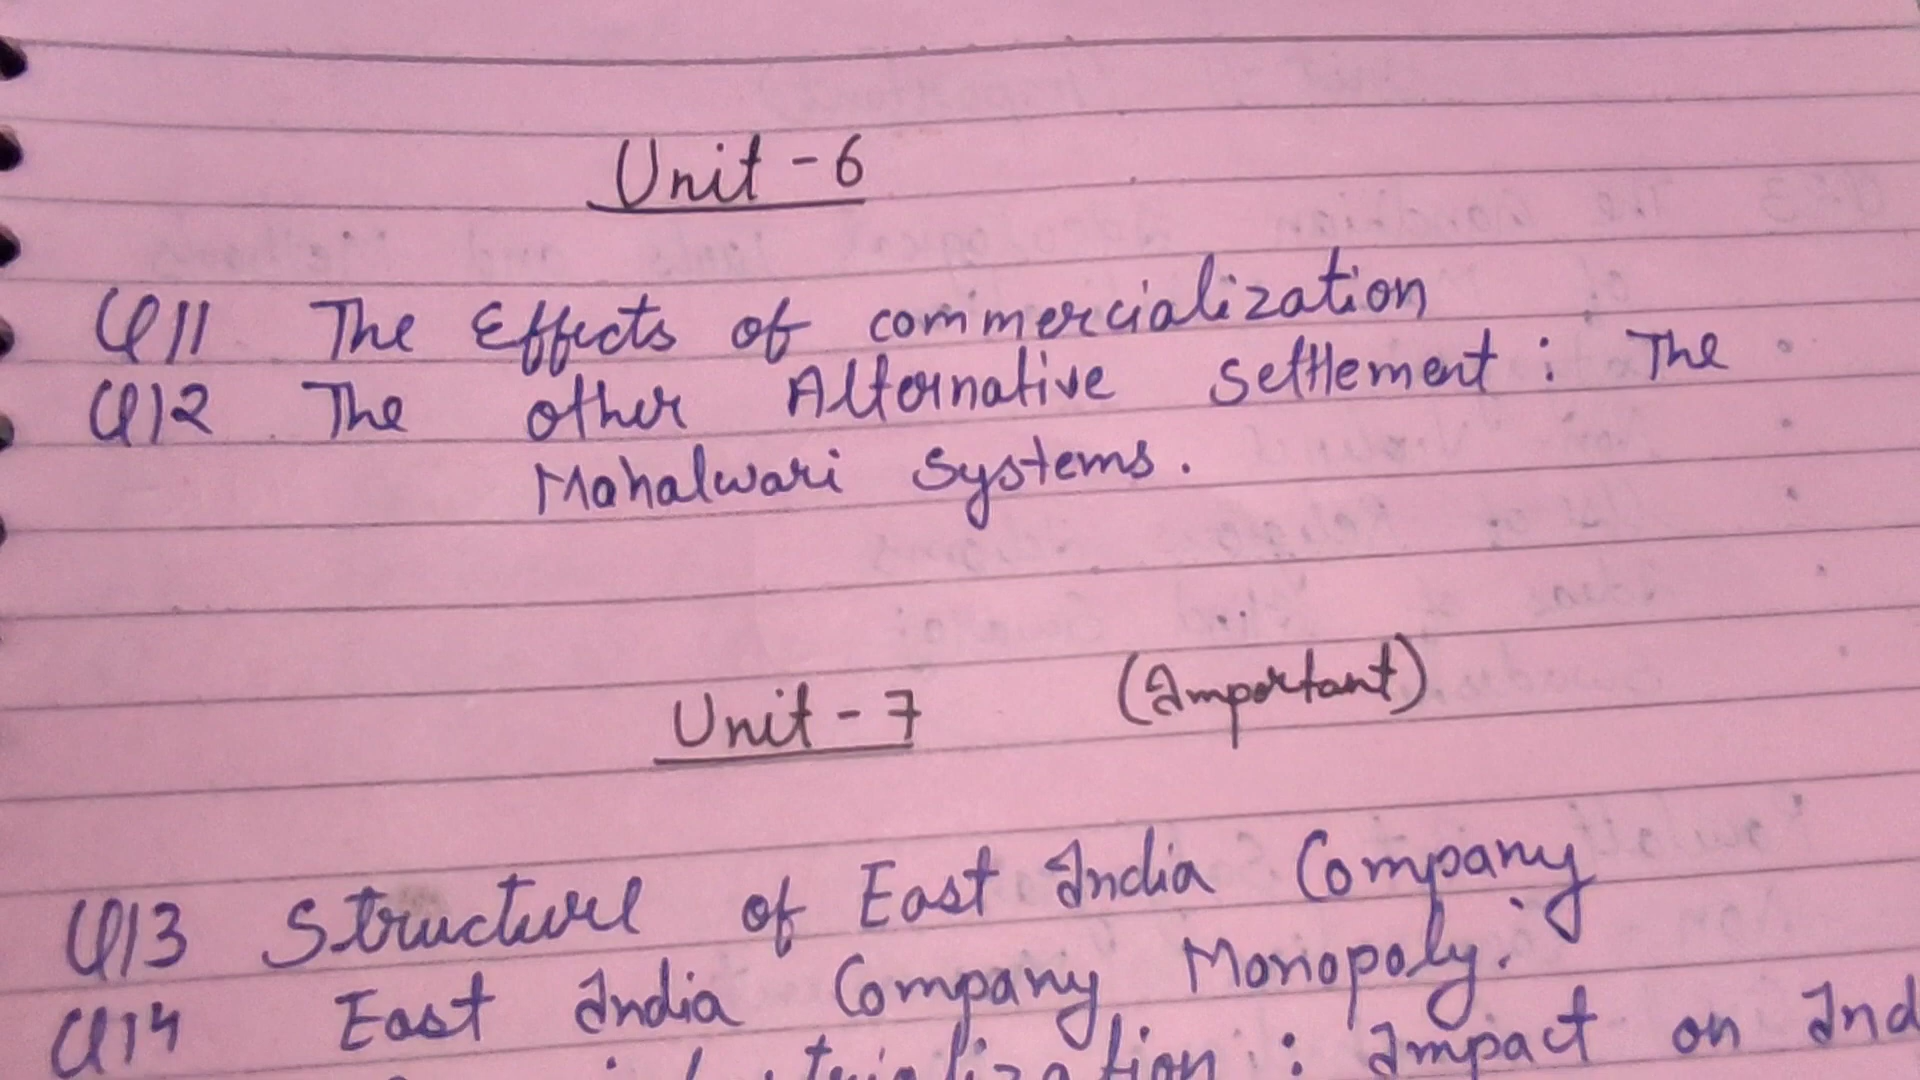 Unit - 6
Q11 The Effects of commercialization
Q12 The other Alternative Settlement : The
Mahalwari Systems.
Unit - 7 (Important)
Q13 Structure of East India Company
Q14 East India Company Monopoly.
: Impact on Ind